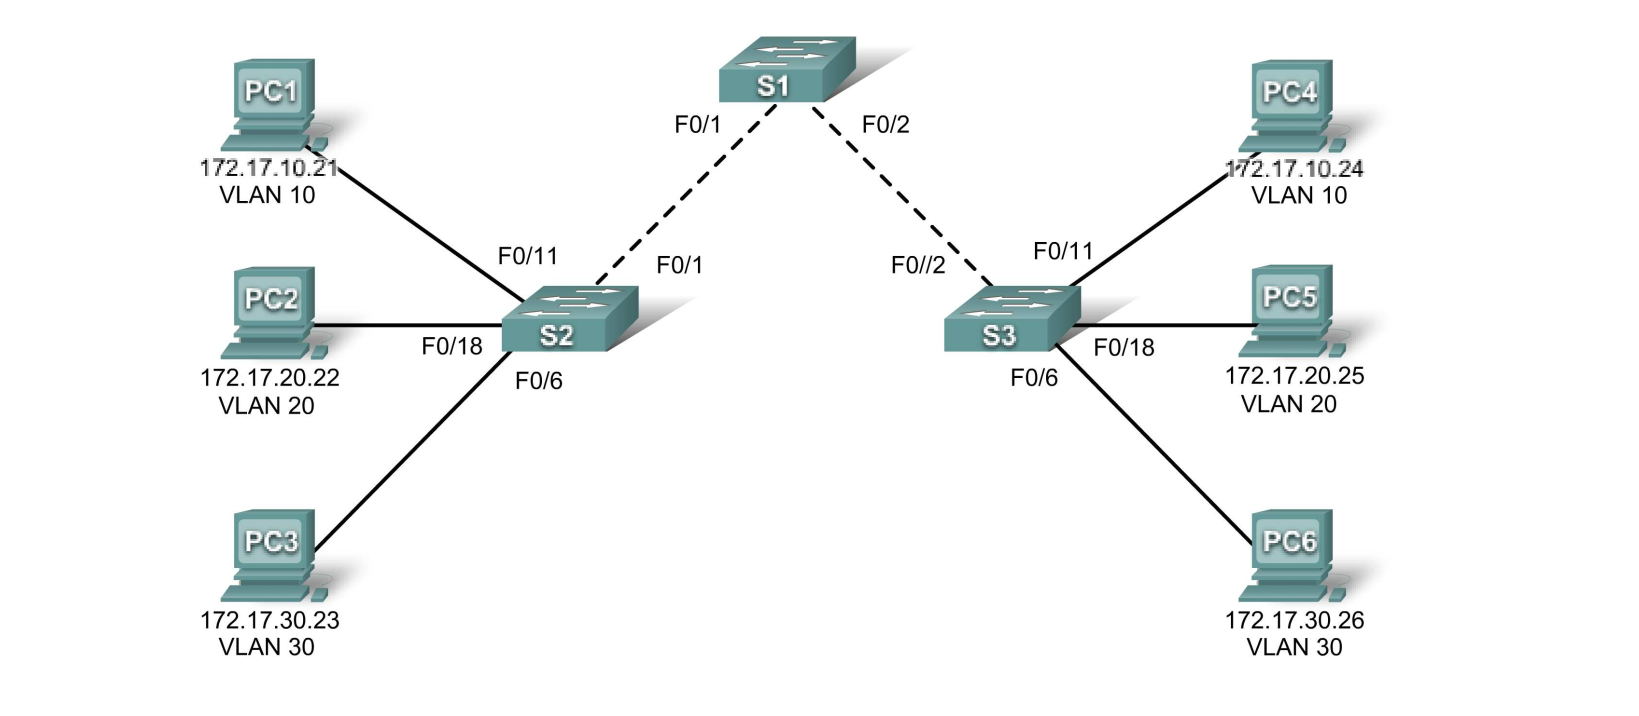 S1
F0/1
F0/2
PC1
172.17.10.21
VLAN 10
PC4
172.17.10.24
VLAN 10
F0/11
F0/1
F0//2
F0/11
PC2
172.17.20.22
VLAN 20
F0/18
S2
F0/6
S3
F0/18
F0/6
PC5
172.17.20.25
VLAN 20
PC3
172.17.30.23
VLAN 30
PC6
172.17.30.26
VLAN 30